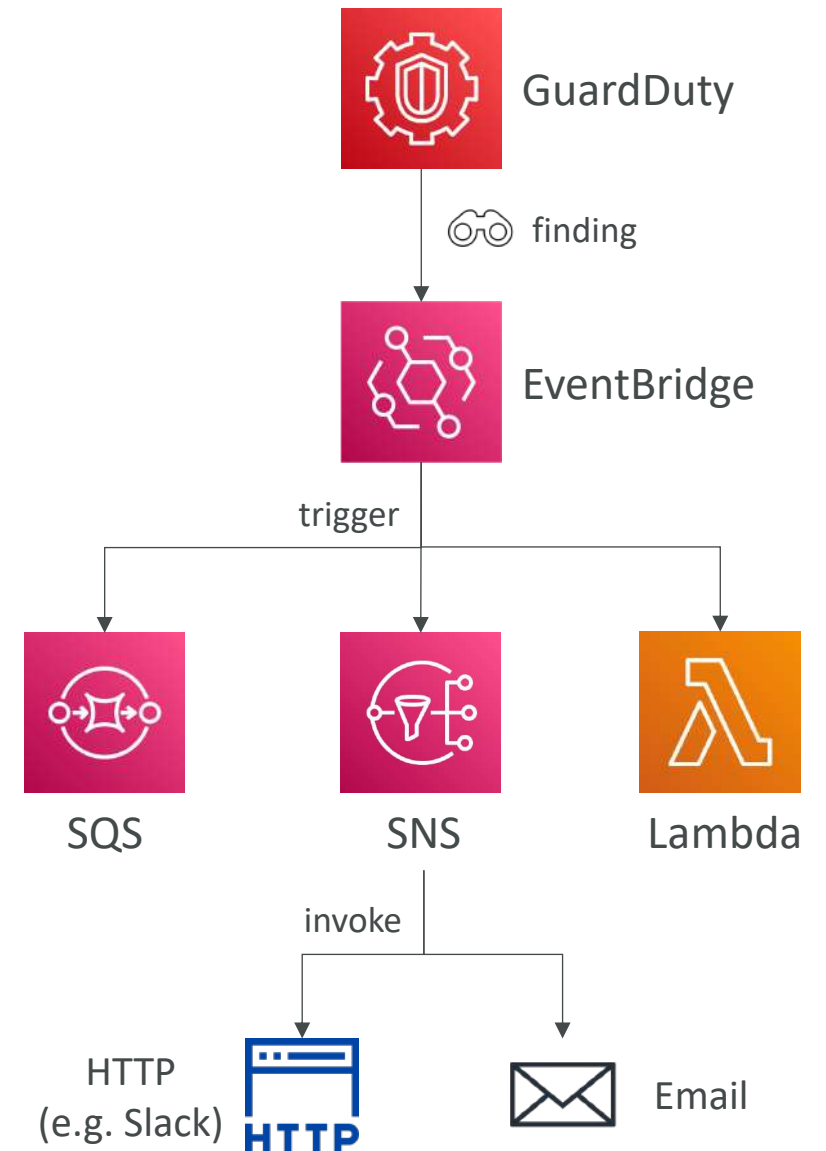 GuardDuty
finding
EventBridge
trigger
SQS
SNS
Lambda
invoke
HTTP
(e.g. Slack)
HTTP
Email